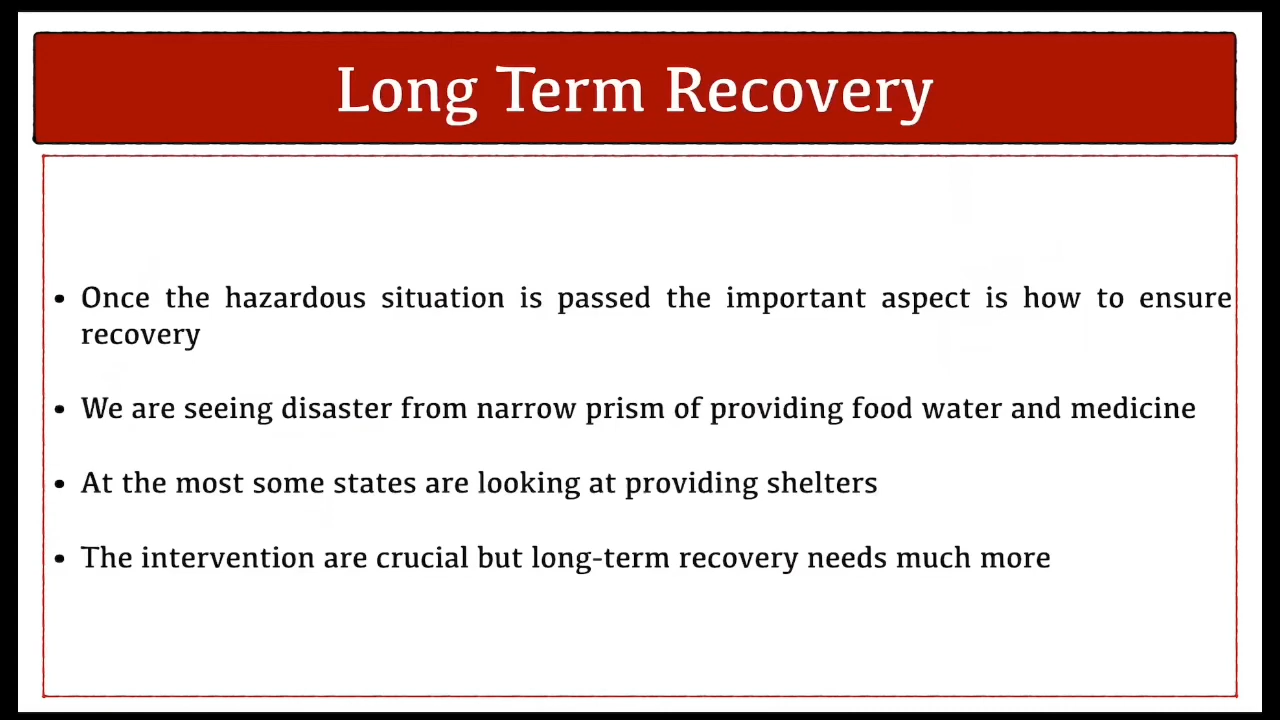 Long Term Recovery
• Once the hazardous situation is passed the important aspect is how to ensure
recovery
• We are seeing disaster from narrow prism of providing food water and medicine
• At the most some states are looking at providing shelters
• The intervention are crucial but long-term recovery needs much more